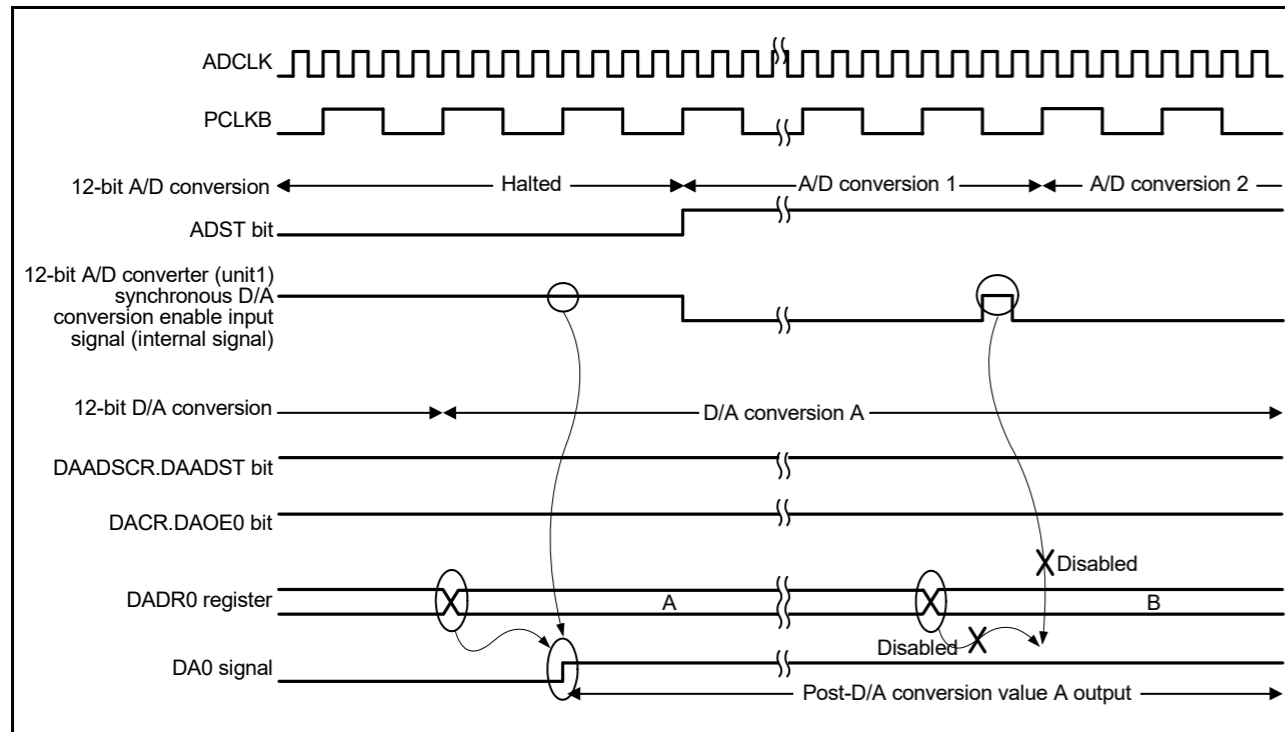 ADCLK
PCLKB
12-bit A/D conversion
Halted
A/D conversion 1
A/D conversion 2
ADST bit
12-bit A/D converter (unit1)
synchronous D/A
conversion enable input
signal (internal signal)
12-bit D/A conversion
D/A conversion A
DAADSCR.DAADST bit
DACR.DAOE0 bit
Disabled
DADR0 register
A
B
Disabled
DA0 signal
Post-D/A conversion value A output